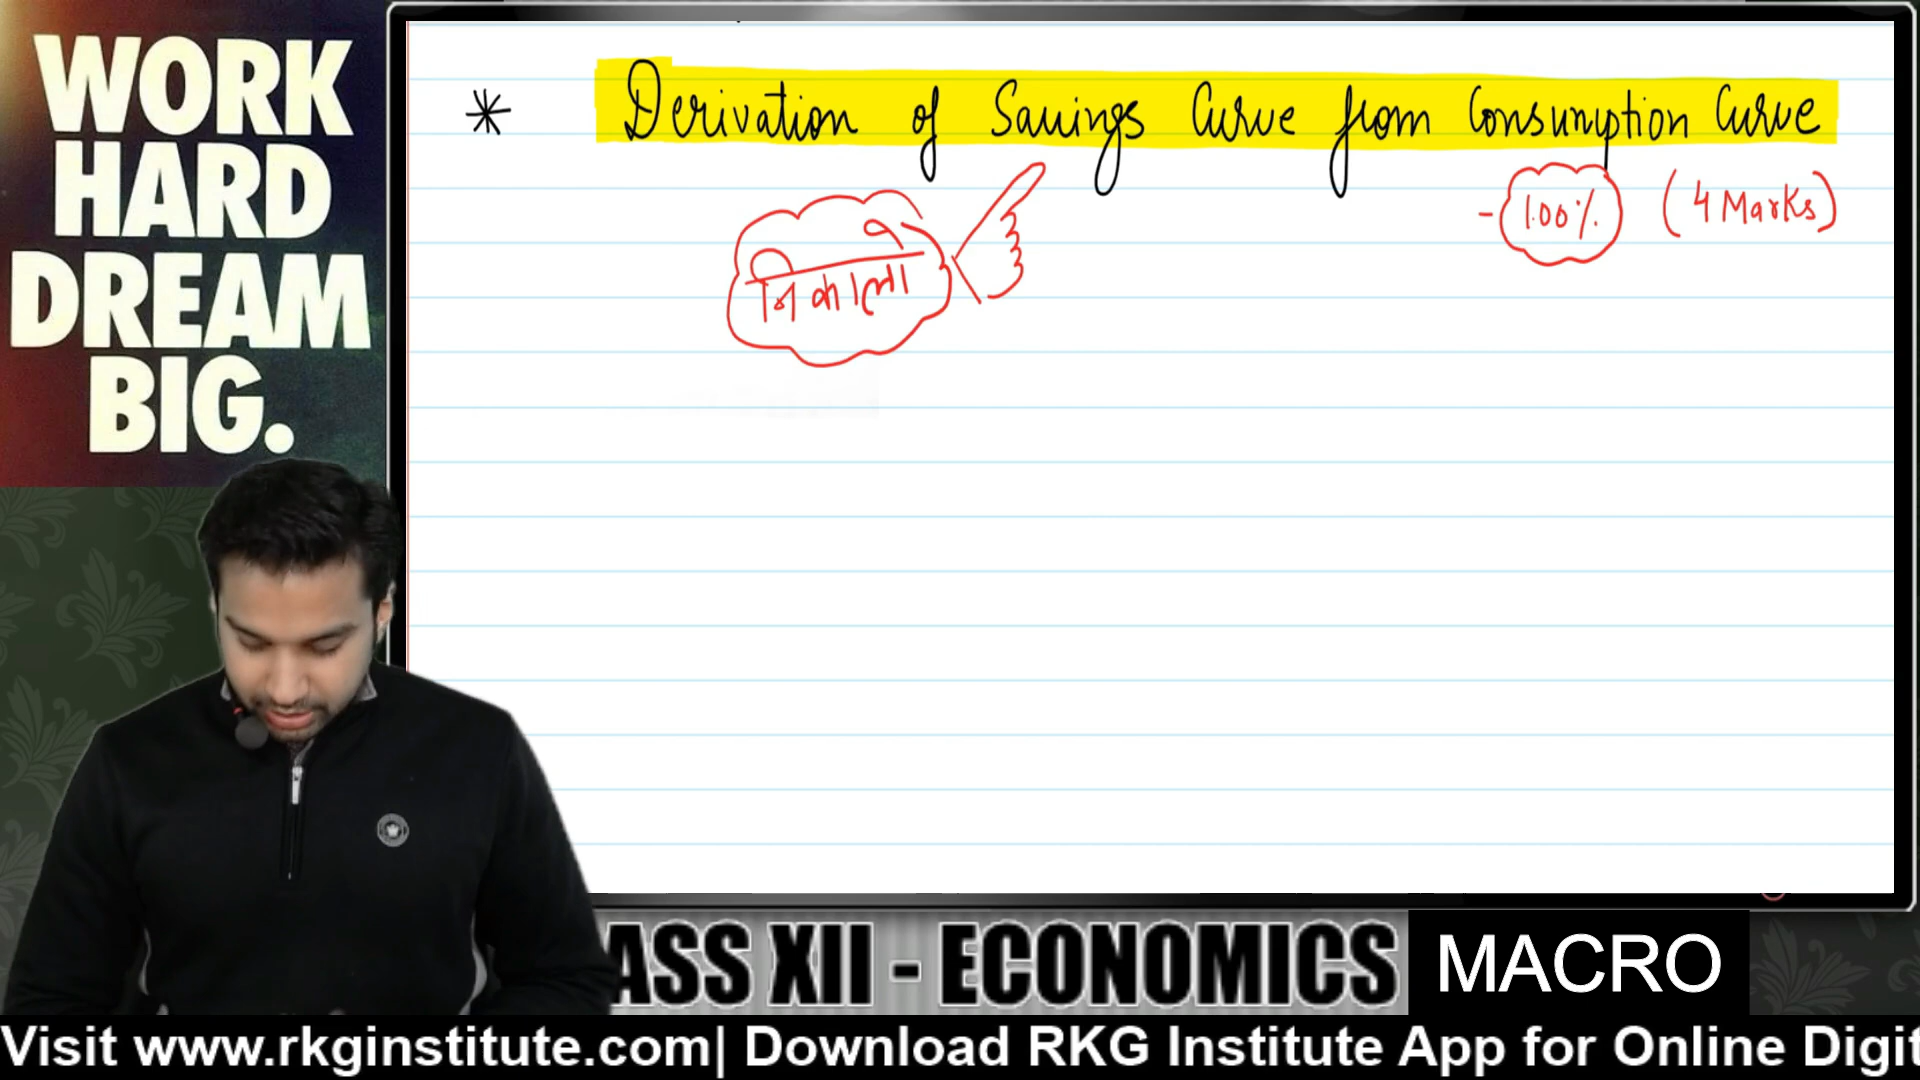 WORK
HARD
DREAM
BIG.
* Derivation of Savings Curve from Consumption Curve
- 100% (4 Marks)
निकालना
ASS XII - ECONOMICS
MACRO
Visit www.rkginstitute.com| Download RKG Institute App for Online Digit